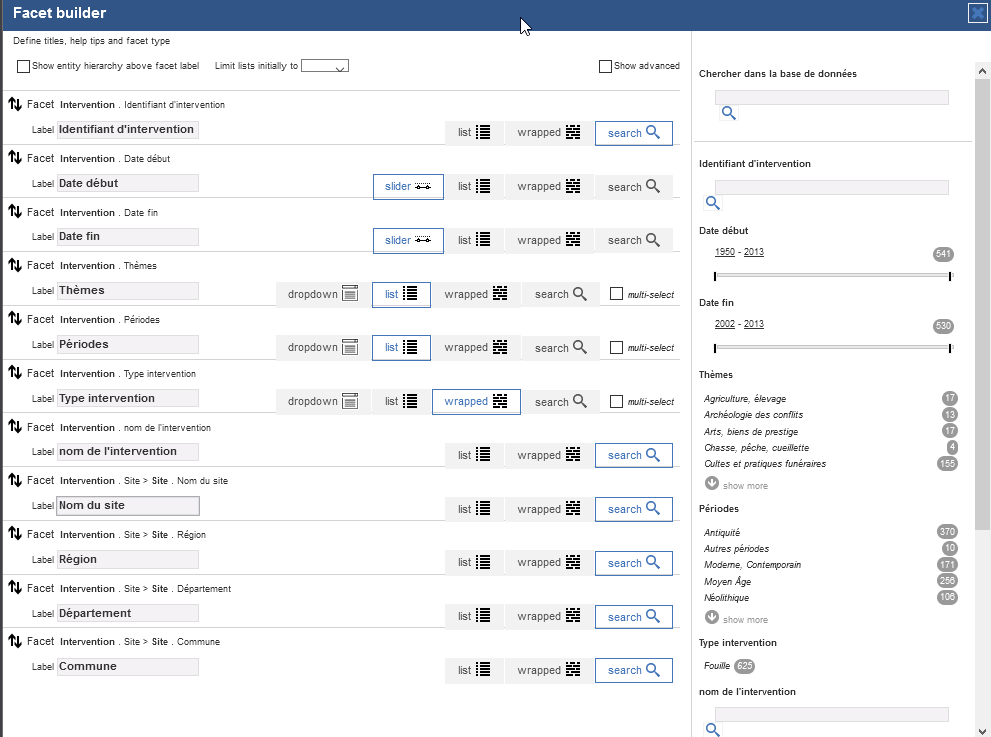 Facet builder
Define titles, help tips and facet type
Show entity hierarchy above facet label Limit lists initially to Show advanced
Facet Intervention . Identifiant d'intervention
Label Identifiant d'intervention list wrapped search
Facet Intervention . Date début
Label Date début slider list wrapped search
Facet Intervention . Date fin
Label Date fin slider list wrapped search
Facet Intervention . Thèmes
Label Thèmes dropdown list wrapped search multi-select
Facet Intervention . Périodes
Label Périodes dropdown list wrapped search multi-select
Facet Intervention . Type intervention
Label Type intervention dropdown list wrapped search multi-select
Facet Intervention . nom de l'intervention
Label nom de l'intervention list wrapped search
Facet Intervention . Site > Site . Nom du site
Label Nom du site list wrapped search
Facet Intervention . Site > Site . Région
Label Région list wrapped search
Facet Intervention . Site > Site . Département
Label Département list wrapped search
Facet Intervention . Site > Site . Commune
Label Commune list wrapped search
Chercher dans la base de données
Identifiant d'intervention
Date début
1950 - 2013 541
Date fin
2002 - 2013 530
Thèmes
Agriculture, élevage 17
Archéologie des conflits 13
Arts, biens de prestige 17
Chasse, pêche, cueillette 4
Cultes et pratiques funéraires 155
show more
Périodes
Antiquité 370
Autres périodes 10
Moderne, Contemporain 171
Moyen Âge 256
Néolithique 106
show more
Type intervention
Fouille 625
nom de l'intervention